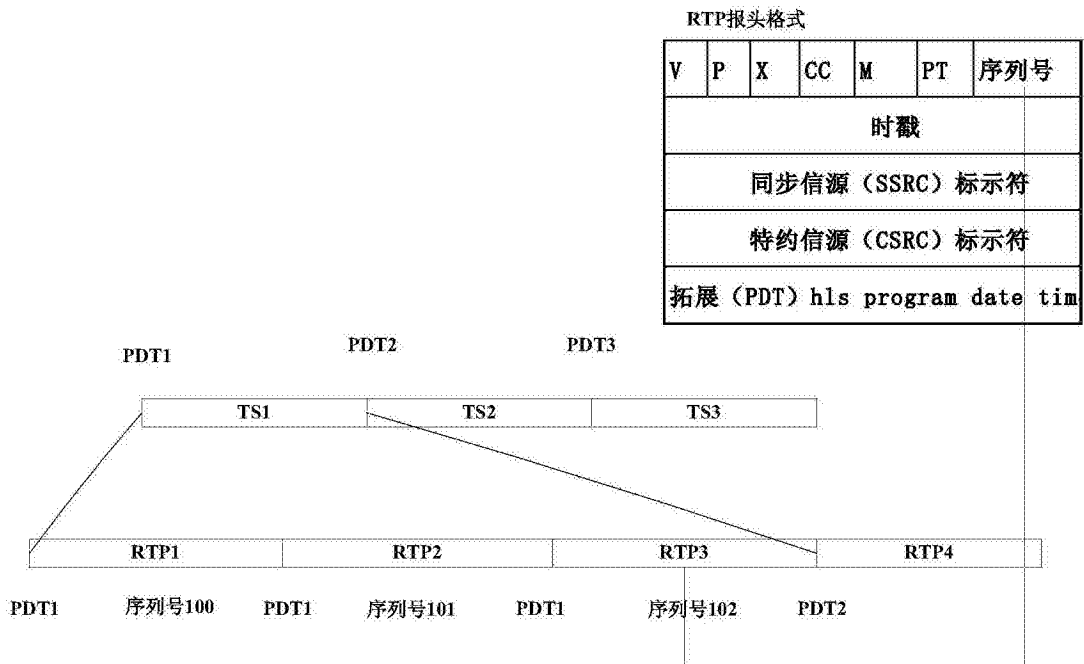 RTP报头格式
V P X CC M PT 序列号
时戳
同步信源（SSRC）标示符
特约信源（CSRC）标示符
拓展（PDT）hls program date tim
PDT1 PDT2 PDT3
TS1 TS2 TS3
RTP1 RTP2 RTP3 RTP4
PDT1 序列号100 PDT1 序列号101 PDT1 序列号102 PDT2